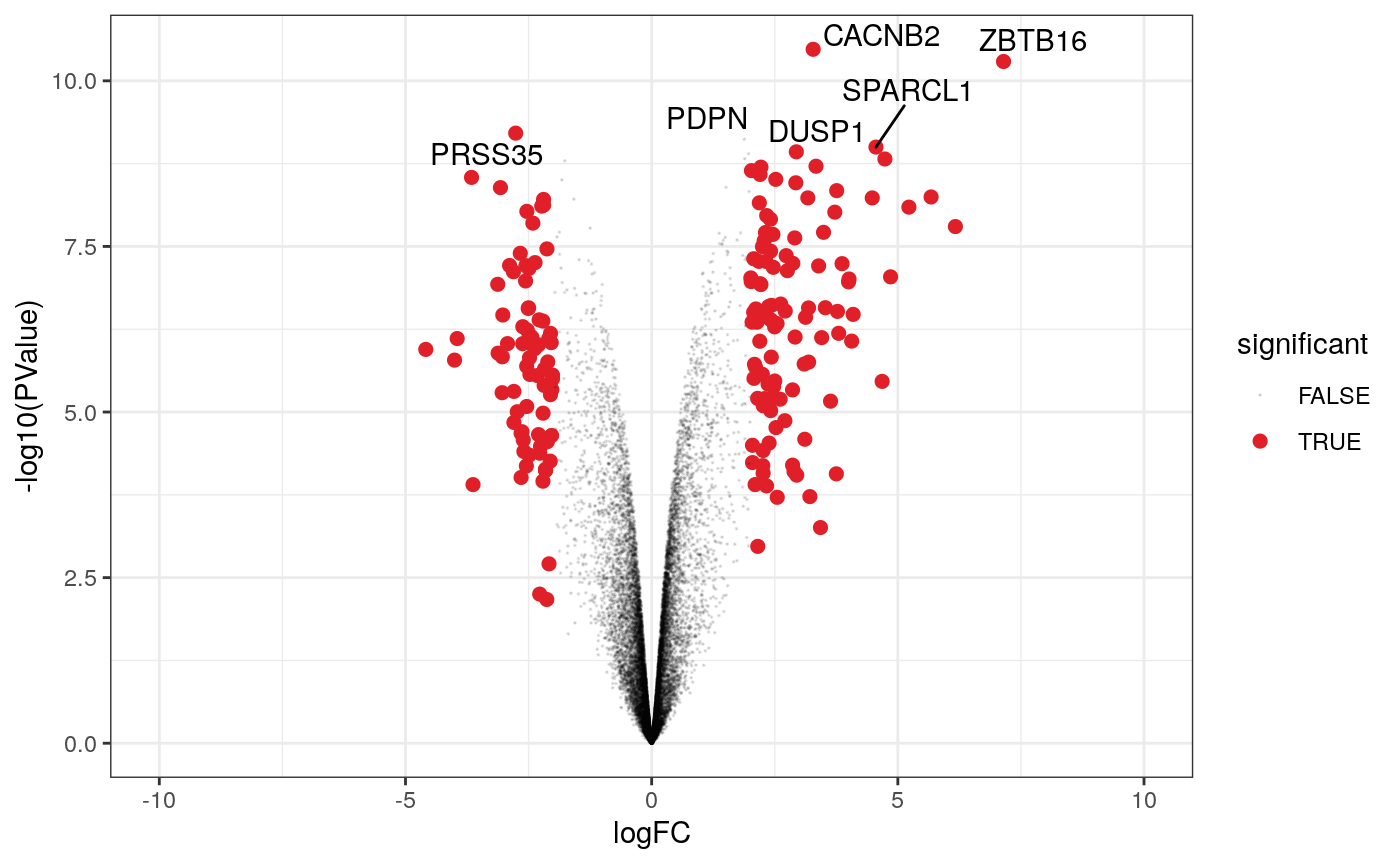 CACNB2
ZBTB16
10.0
SPARCL1
PDPN
DUSP1
PRSS35
7.5
5.0
2.5
0.0
-log10(PValue)
-10
-5
0
5
10
logFC
significant
FALSE
TRUE